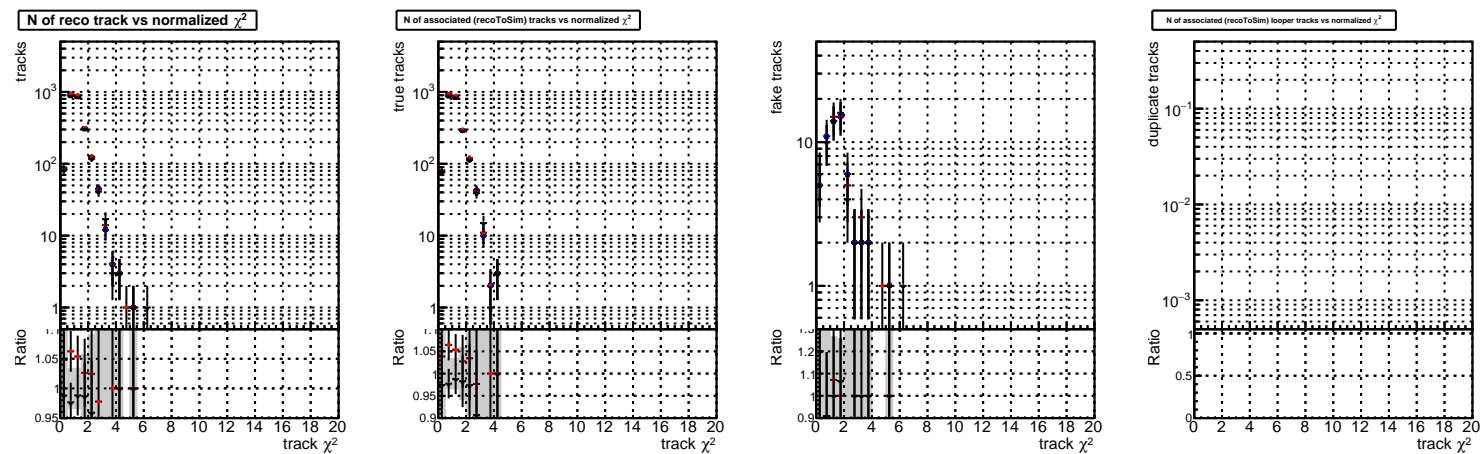 N of reco track vs normalized χ²
tracks
10³
10²
10
1
Ratio
1.1
1.05
1
0.95
0 2 4 6 8 10 12 14 16 18 20
track χ²
N of associated (recoToSim) tracks vs normalized χ²
true tracks
10³
10²
10
1
Ratio
1.1
1.05
1
0.95
0.9
0 2 4 6 8 10 12 14 16 18 20
track χ²
fake tracks
10
1
Ratio
1.3
1.2
1.1
1
0.9
0 2 4 6 8 10 12 14 16 18 20
track χ²
N of associated (recoToSim) looper tracks vs normalized χ²
duplicate tracks
10⁻¹
10⁻²
10⁻³
Ratio
1
0.5
0
0 2 4 6 8 10 12 14 16 18 20
track χ²